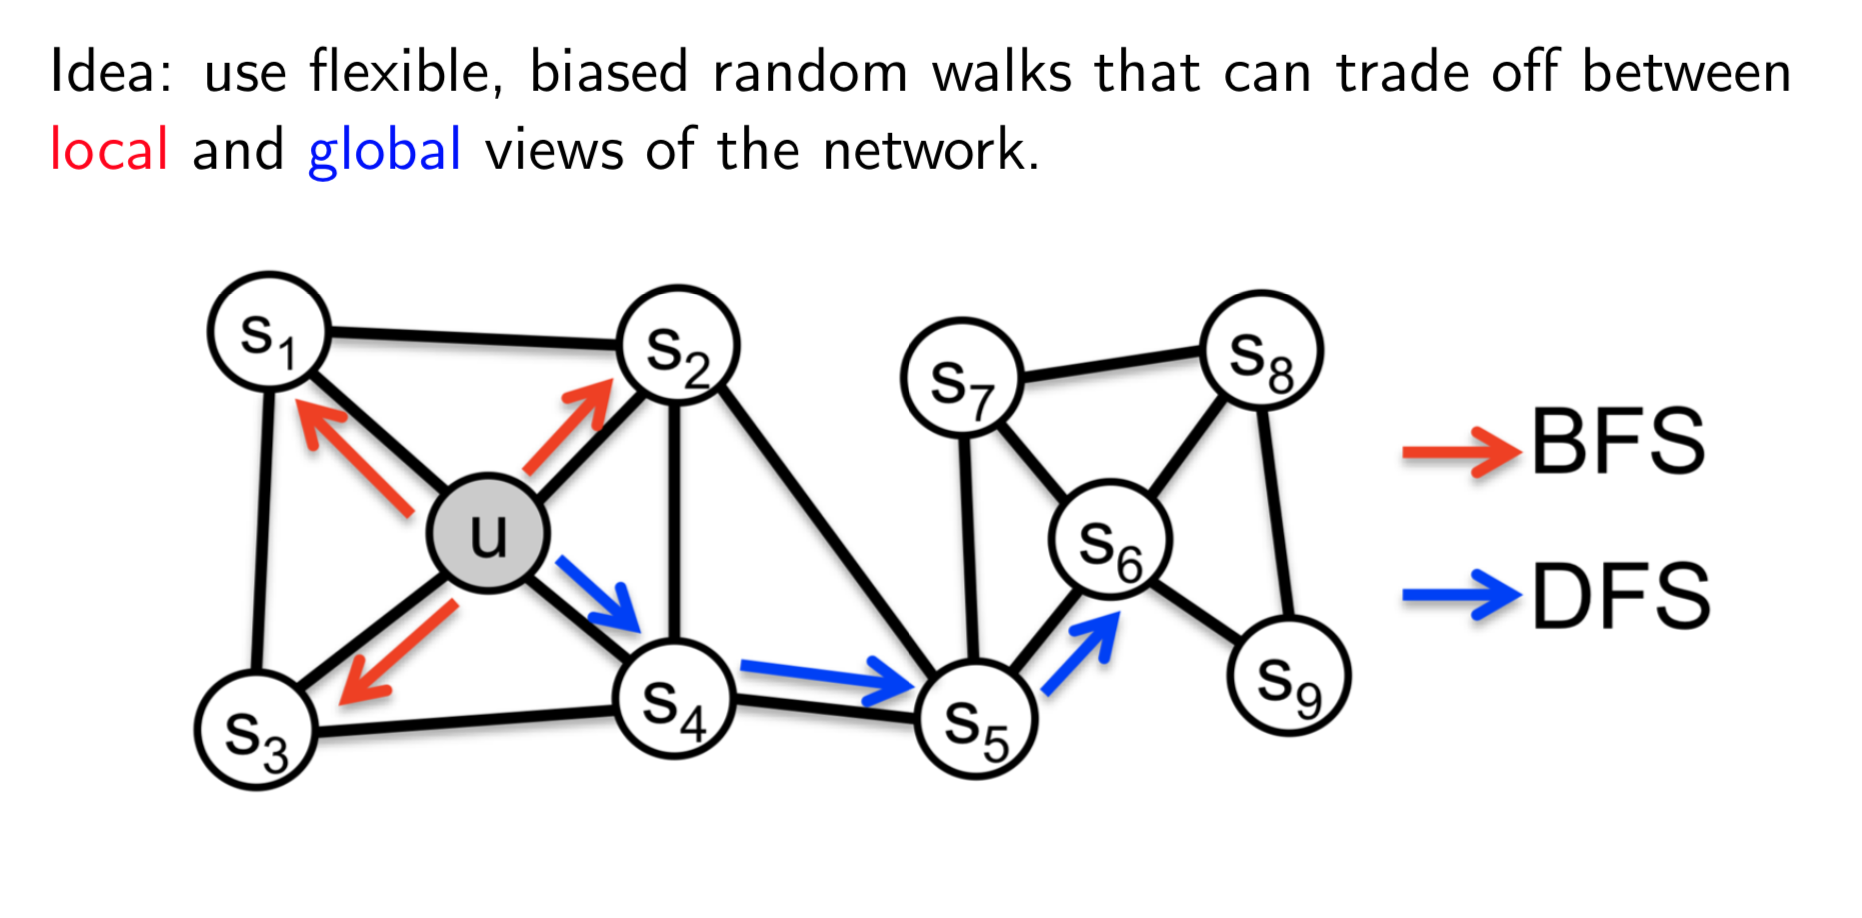 Idea: use flexible, biased random walks that can trade off between
local and global views of the network.
s1
s2
s7
s8
u
s6
s3
s4
s5
s9
BFS
DFS